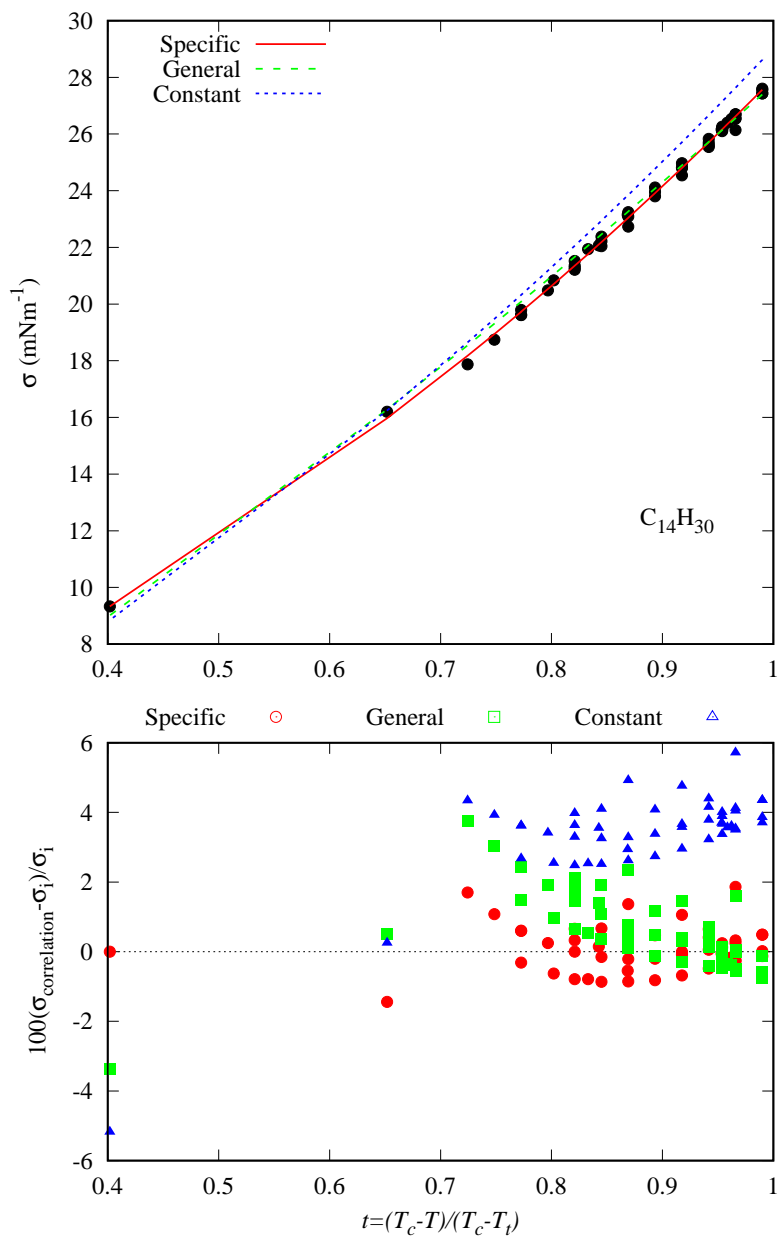 30
28
26
24
22
20
18
16
14
12
10
8
σ (mNm⁻¹)
Specific
General
Constant
C₁₄H₃₀
0.4 0.5 0.6 0.7 0.8 0.9 1
Specific General Constant
6
4
2
0
-2
-4
-6
100(σcorrelation-σi)/σi
0.4 0.5 0.6 0.7 0.8 0.9 1
t=(Tc-T)/(Tc-Tt)